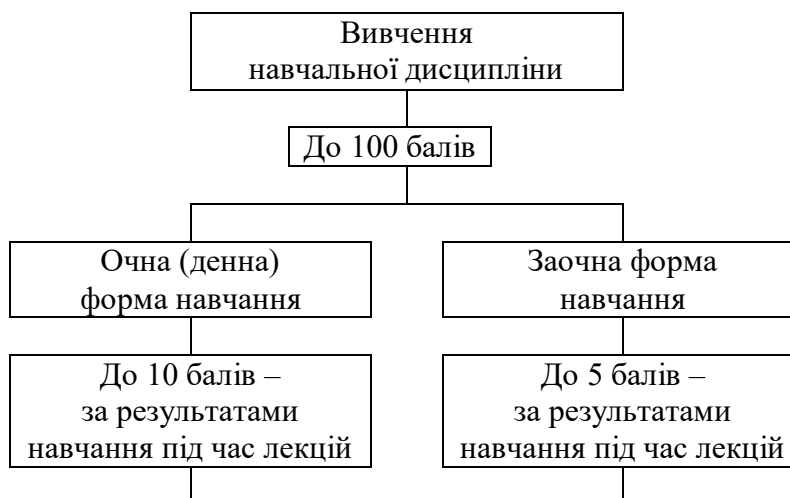 Вивчення
навчальної дисципліни
До 100 балів
Очна (денна)
форма навчання
Заочна форма
навчання
До 10 балів –
за результатами
навчання під час лекцій
До 5 балів –
за результатами
навчання під час лекцій